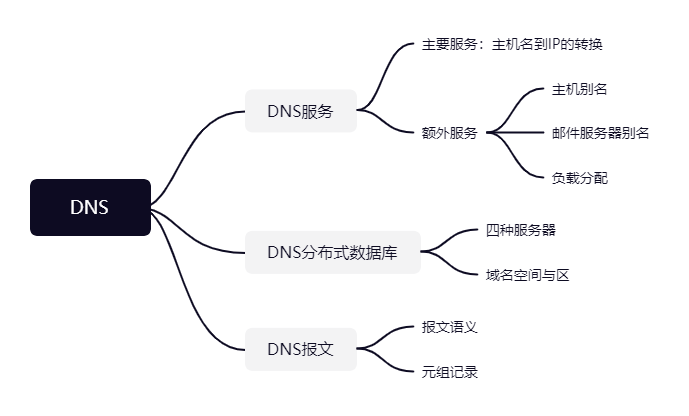 DNS
DNS服务
主要服务：主机名到IP的转换
额外服务
主机别名
邮件服务器别名
负载分配
DNS分布式数据库
四种服务器
域名空间与区
DNS报文
报文语义
元组记录